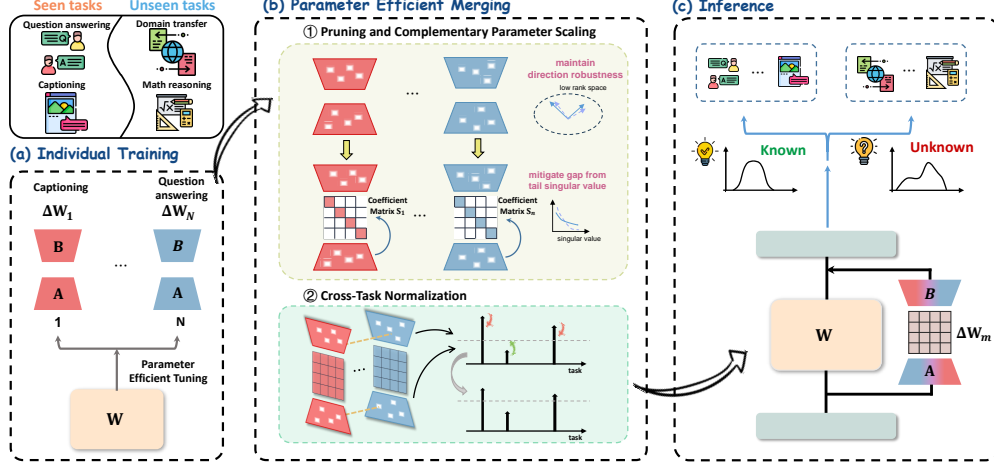 Seen tasks
Unseen tasks
Question answering
Domain transfer
Q
A
Captioning
Math reasoning
(a) Individual Training
Captioning
Question
answering
ΔW1
ΔWN
B
B
...
A
A
1
N
Parameter
Efficient Tuning
W
(b) Parameter Efficient Merging
① Pruning and Complementary Parameter Scaling
maintain
direction robustness
low rank space
...
mitigate gap from
tail singular value
Coefficient
Matrix S1
...
Coefficient
Matrix Sn
singular value
② Cross-Task Normalization
...
task
task
(c) Inference
...
...
Known
Unknown
W
B
ΔWm
A